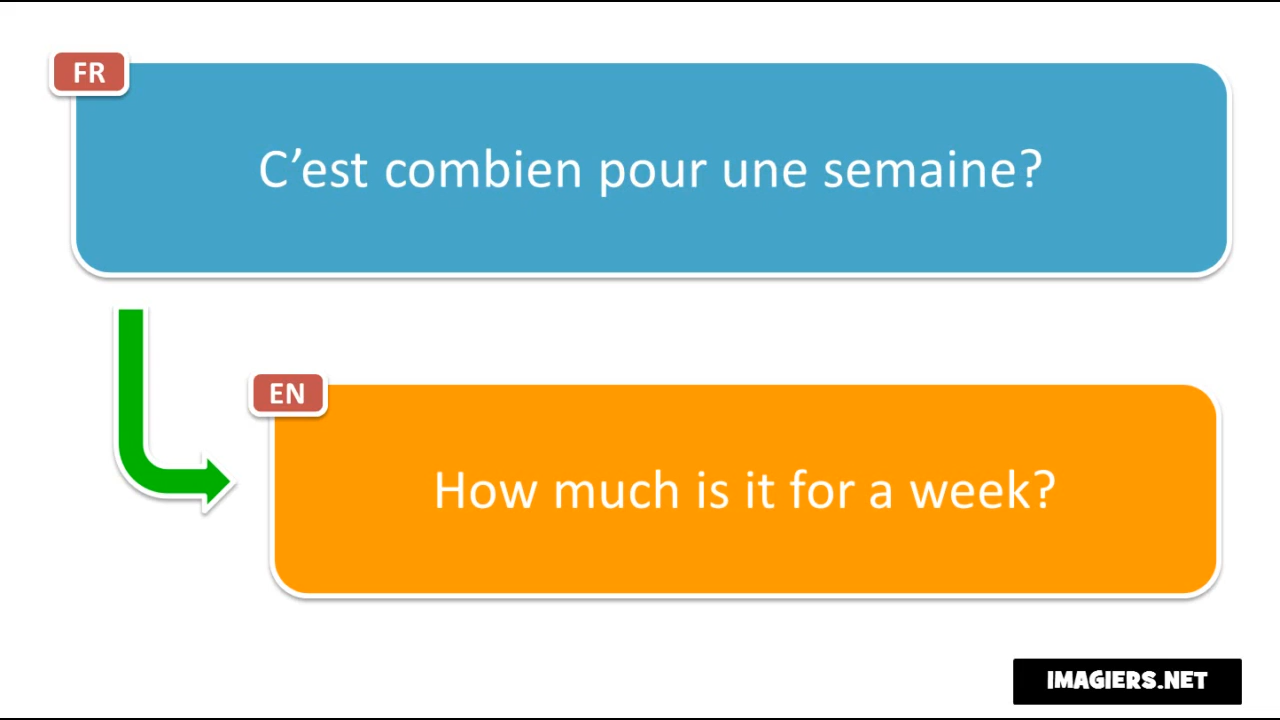 FR
C’est combien pour une semaine?
EN
How much is it for a week?
IMAGIERS.NET